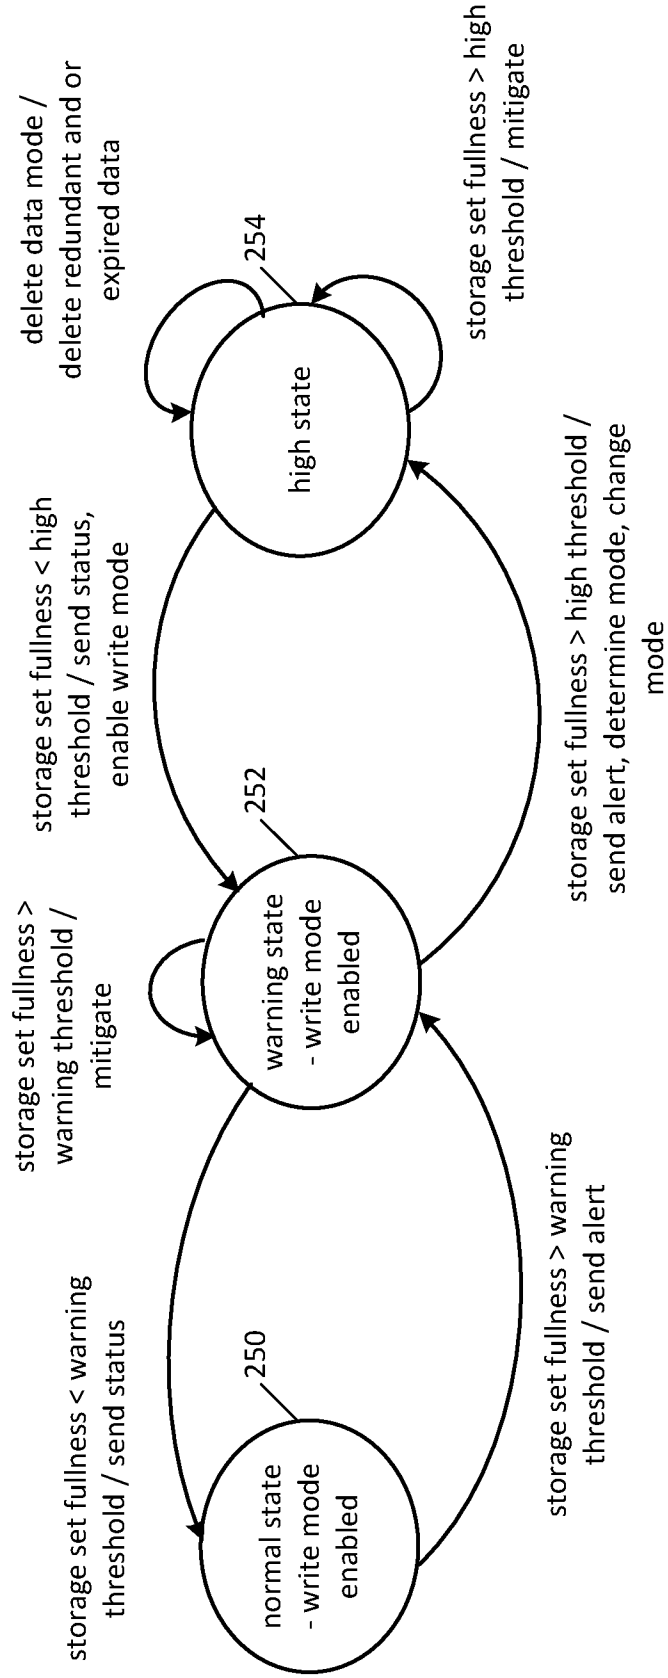 storage set fullness < warning
threshold / send status
storage set fullness >
warning threshold /
mitigate
storage set fullness < high
threshold / send status,
enable write mode
delete data mode /
delete redundant and or
expired data
250
normal state
- write mode
enabled
252
warning state
- write mode
enabled
254
high state
storage set fullness > warning
threshold / send alert
storage set fullness > high threshold /
send alert, determine mode, change
mode
storage set fullness > high
threshold / mitigate